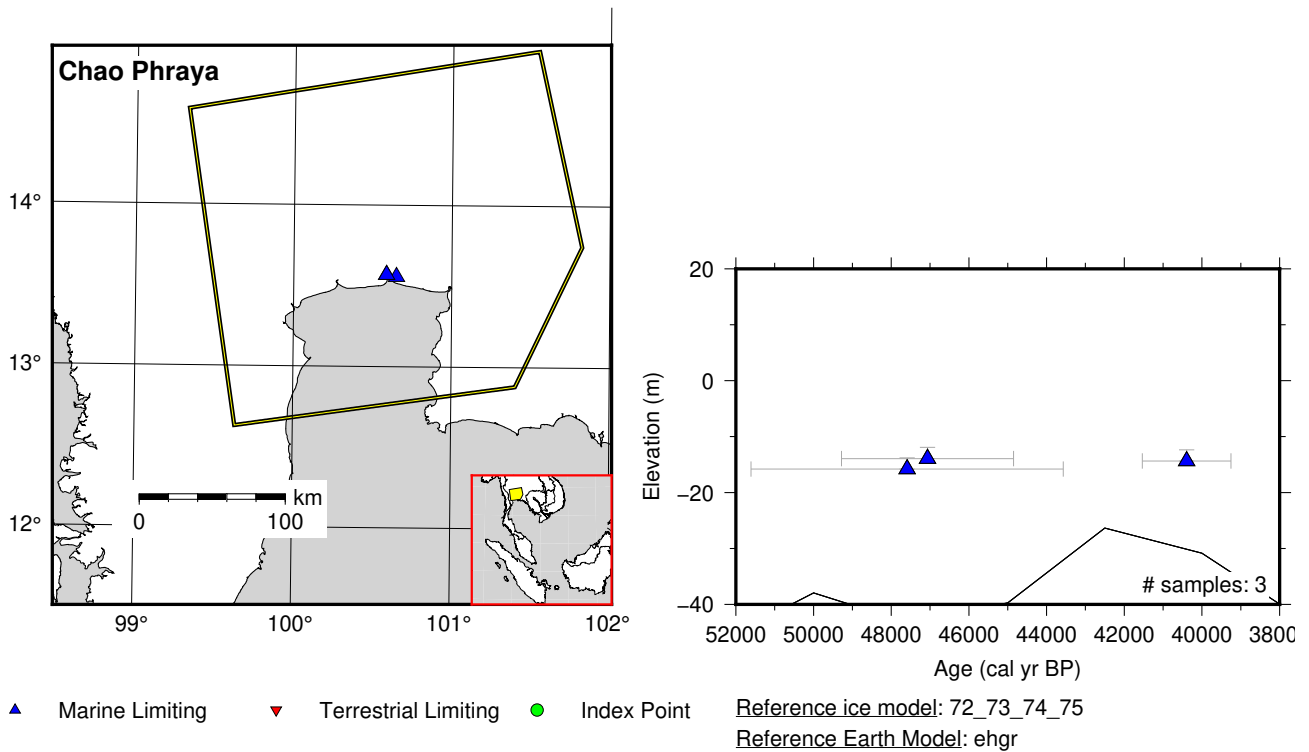 Chao Phraya
14°
13°
12°
km
0 100
99° 100° 101° 102°
Elevation (m)
20
0
−20
−40
# samples: 3
52000 50000 48000 46000 44000 42000 40000 3800
Age (cal yr BP)
Marine Limiting Terrestrial Limiting Index Point
Reference ice model: 72_73_74_75
Reference Earth Model: ehgr